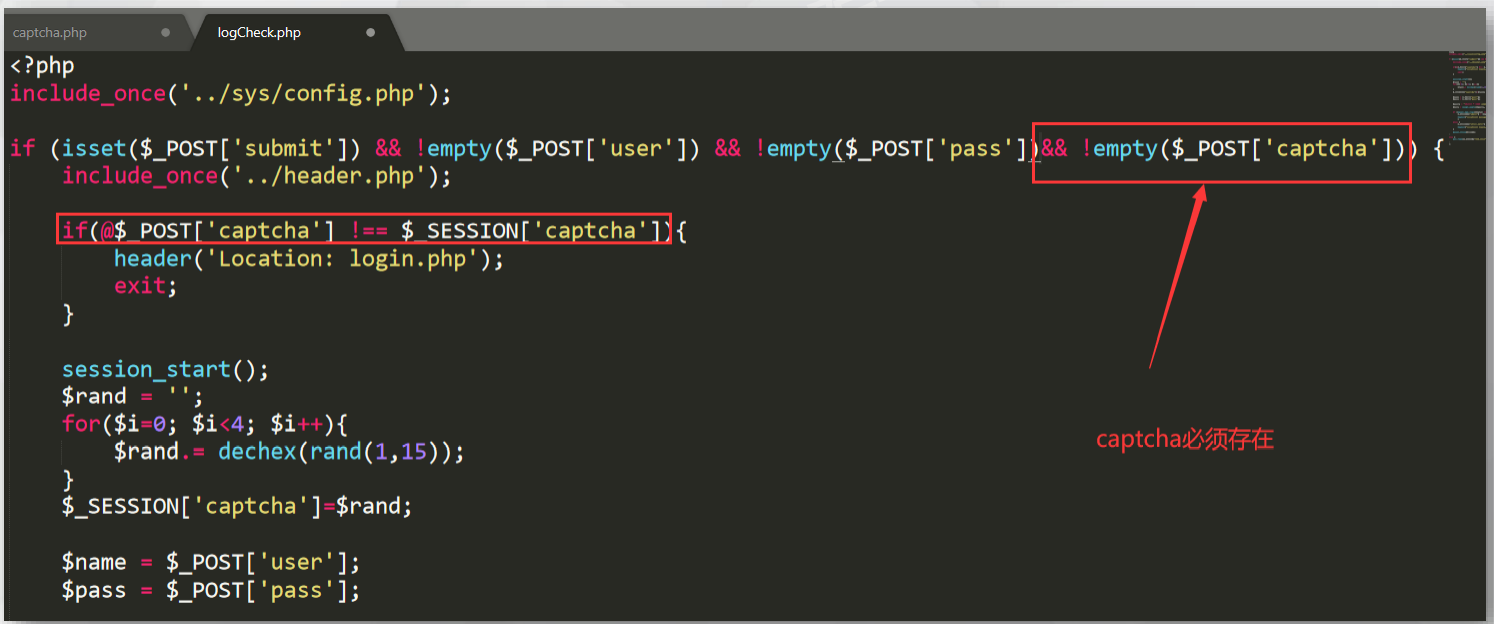 captcha.php logCheck.php
<?php
include_once('../sys/config.php');
if (isset($_POST['submit']) && !empty($_POST['user']) && !empty($_POST['pass'])&& !empty($_POST['captcha'])) {
include_once('../header.php');
if(@$_POST['captcha'] !== $_SESSION['captcha']){
header('Location: login.php');
exit;
}
session_start();
$rand = '';
for($i=0; $i<4; $i++){
captcha必须存在
$rand.= dechex(rand(1,15));
}
$_SESSION['captcha']=$rand;
$name = $_POST['user'];
$pass = $_POST['pass'];